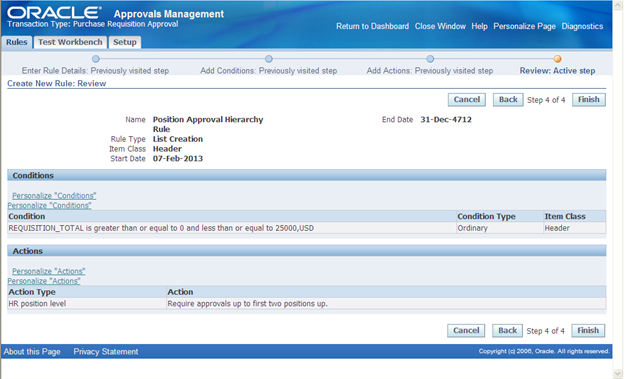 ORACLE® Approvals Management
Transaction Type: Purchase Requisition Approval
Return to Dashboard Close Window Help Personalize Page Diagnostics
Rules Test Workbench Setup
Enter Rule Details: Previously visited step Add Conditions: Previously visited step Add Actions: Previously visited step Review: Active step
Create New Rule: Review
Cancel Back Step 4 of 4 Finish
Name Position Approval Hierarchy End Date 31-Dec-4712
Rule
Rule Type List Creation
Item Class Header
Start Date 07-Feb-2013
Conditions
Personalize "Conditions"
Personalize "Conditions"
Condition Condition Type Item Class
REQUISITION_TOTAL is greater than or equal to 0 and less than or equal to 25000,USD Ordinary Header
Actions
Personalize "Actions"
Personalize "Actions"
Action Type Action
HR position level Require approvals up to first two positions up.
Cancel Back Step 4 of 4 Finish
About this Page Privacy Statement Copyright (c) 2006, Oracle. All rights reserved.